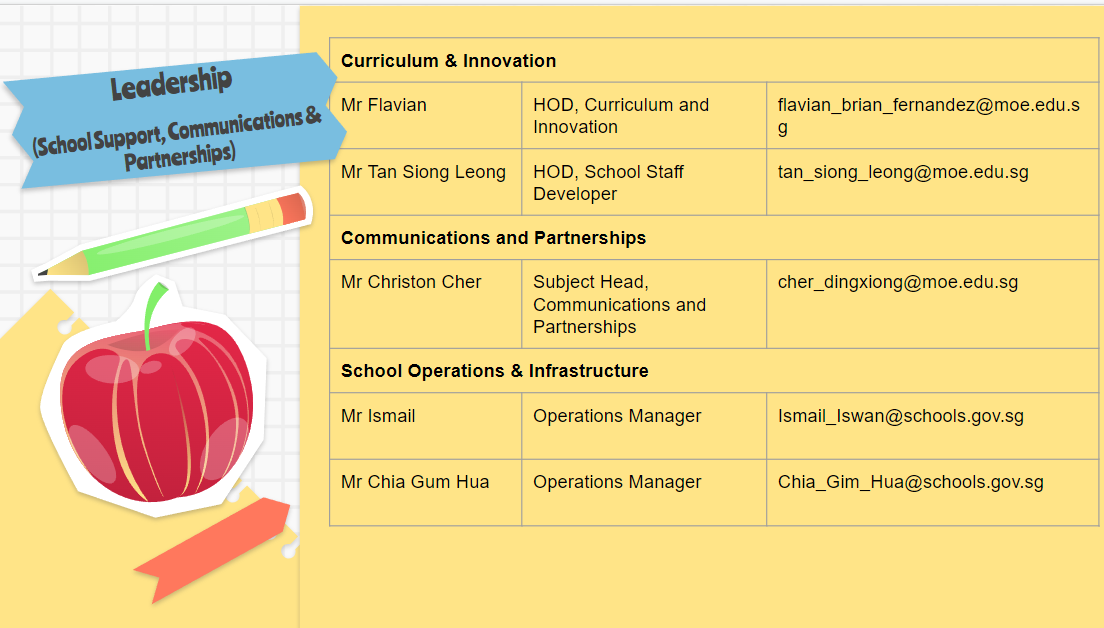 Leadership
(School Support, Communications &
Partnerships)
Curriculum & Innovation
Mr Flavian
HOD, Curriculum and
Innovation
flavian_brian_fernandez@moe.edu.s
g
Mr Tan Siong Leong
HOD, School Staff
Developer
tan_siong_leong@moe.edu.sg
Communications and Partnerships
Mr Christon Cher
Subject Head,
Communications and
Partnerships
cher_dingxiong@moe.edu.sg
School Operations & Infrastructure
Mr Ismail
Operations Manager
Ismail_Iswan@schools.gov.sg
Mr Chia Gum Hua
Operations Manager
Chia_Gim_Hua@schools.gov.sg